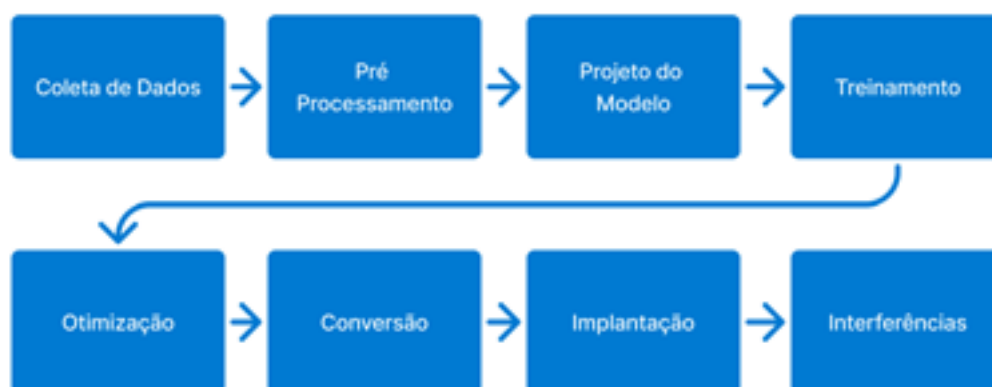 Coleta de Dados
Pré
Processamento
Projeto do
Modelo
Treinamento
Otimização
Conversão
Implantação
Interferências